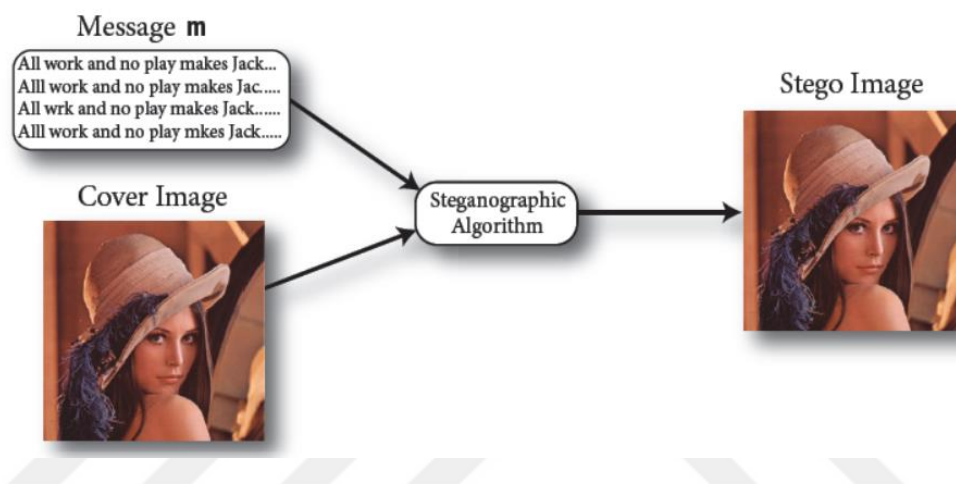 Message m
All work and no play makes Jack...
Alll work and no play makes Jac.....
All wrk and no play makes Jack......
Alll work and no play mkes Jack.....
Cover Image
Steganographic
Algorithm
Stego Image